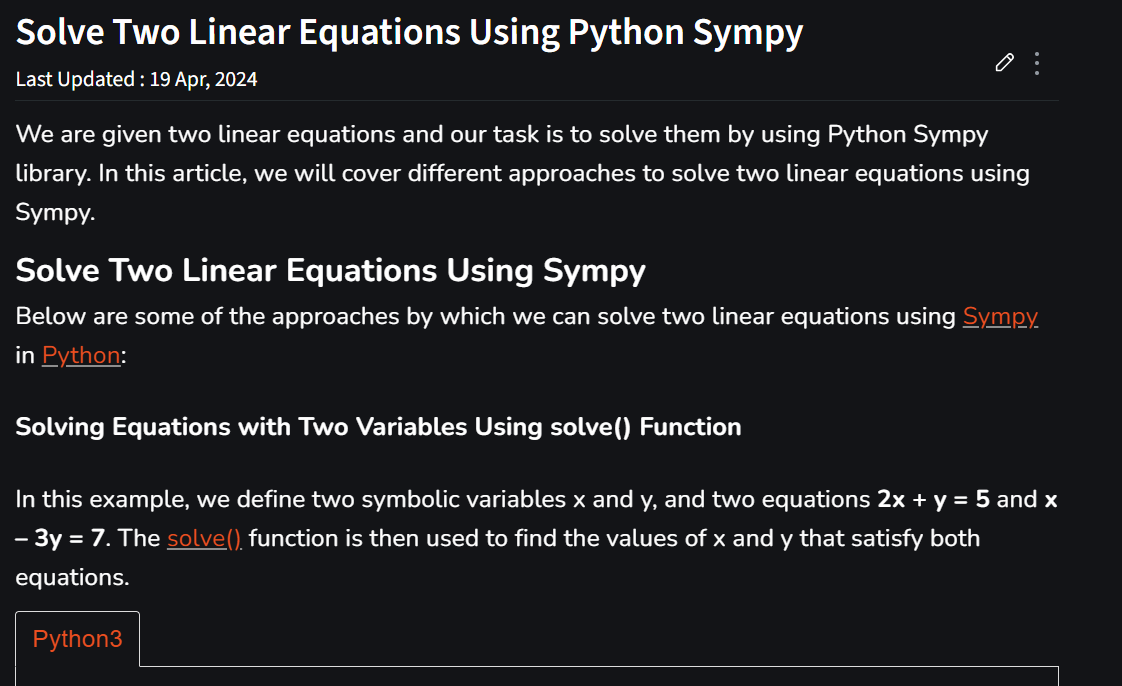 Solve Two Linear Equations Using Python Sympy
Last Updated : 19 Apr, 2024
We are given two linear equations and our task is to solve them by using Python Sympy
library. In this article, we will cover different approaches to solve two linear equations using
Sympy.
Solve Two Linear Equations Using Sympy
Below are some of the approaches by which we can solve two linear equations using Sympy
in Python:
Solving Equations with Two Variables Using solve() Function
In this example, we define two symbolic variables x and y, and two equations 2x + y = 5 and x
– 3y = 7. The solve() function is then used to find the values of x and y that satisfy both
equations.
Python3